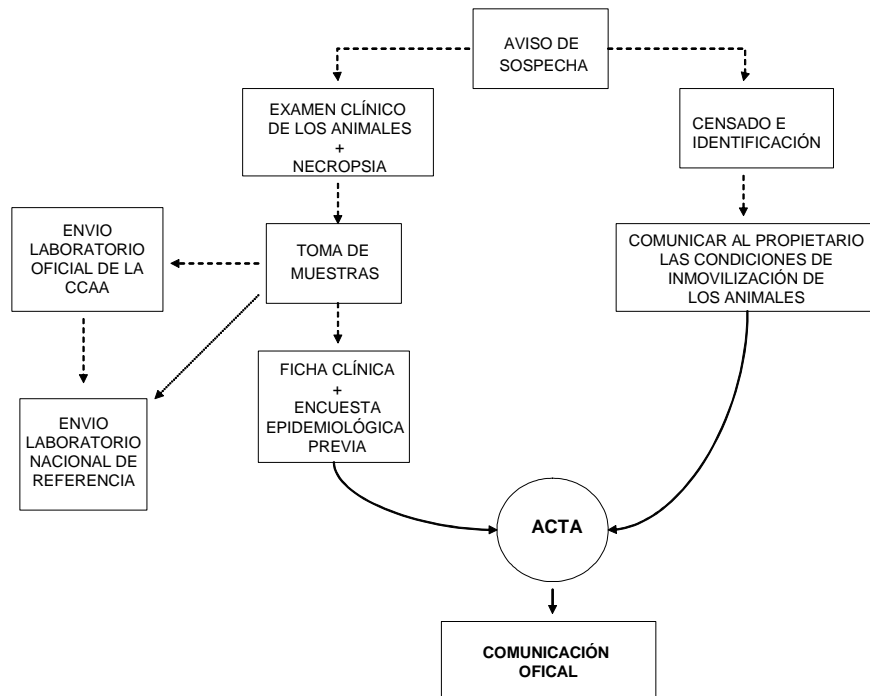 AVISO DE
SOSPECHA
EXAMEN CLÍNICO
DE LOS ANIMALES
+
NECROPSIA
CENSADO E
IDENTIFICACIÓN
ENVIO
LABORATORIO
OFICIAL DE LA
CCAA
TOMA DE
MUESTRAS
COMUNICAR AL PROPIETARIO
LAS CONDICIONES DE
INMOVILIZACIÓN DE
LOS ANIMALES
FICHA CLÍNICA
+
ENCUESTA
EPIDEMIOLÓGICA
PREVIA
ENVIO
LABORATORIO
NACIONAL DE
REFERENCIA
ACTA
COMUNICACIÓN
OFICAL